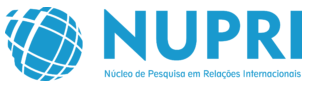 NUPRI
Núcleo de Pesquisa em Relações Internacionais